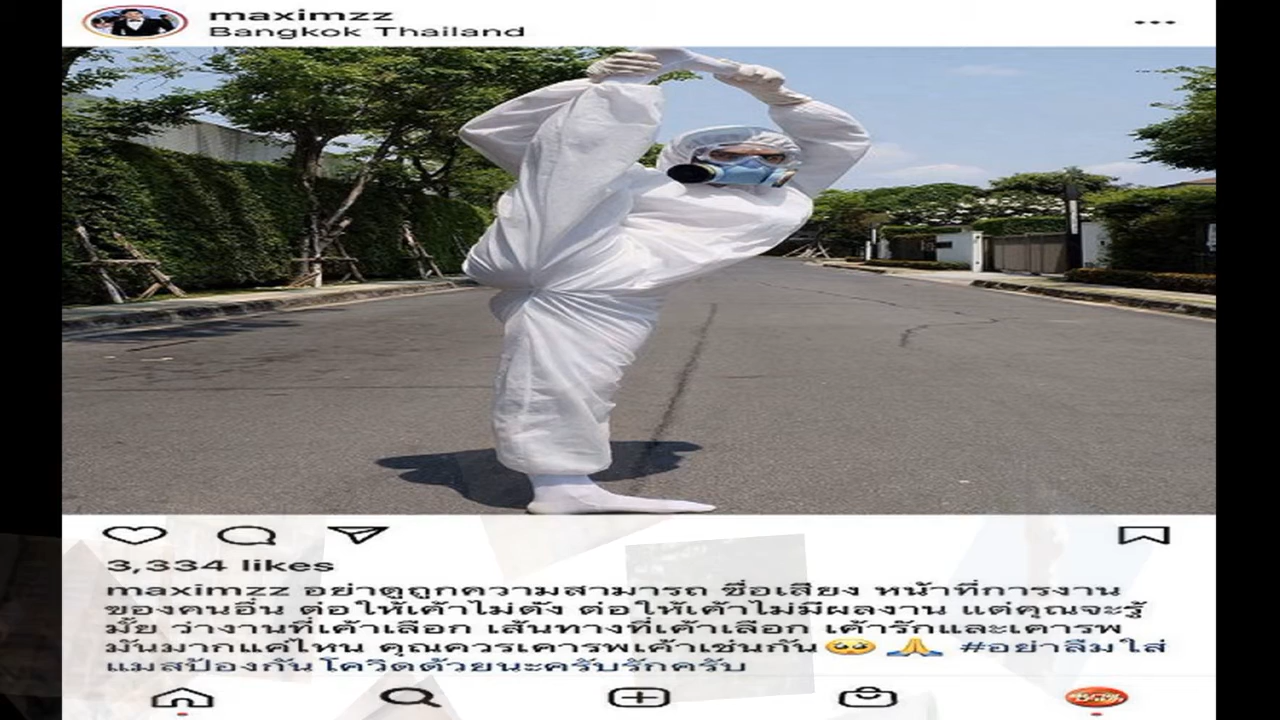 maximzz
Bangkok Thailand
3,334 likes
maximzz อย่าดูถูกความสามารถ ชื่อเสียง หน้าที่การงาน
ของคนอื่น ต่อให้เค้าไม่ดัง ต่อให้เค้าไม่มีผลงาน แต่คุณจะรู้
มั้ย ว่างานที่เค้าเลือก เส้นทางที่เค้าเลือก เค้ารักและเคารพ
มันมากแค่ไหน คุณควรเคารพเค้าเช่นกัน🥺 🙏 #อย่าลืมใส่
แมสป้องกันโควิดด้วยนะครับรักครับ